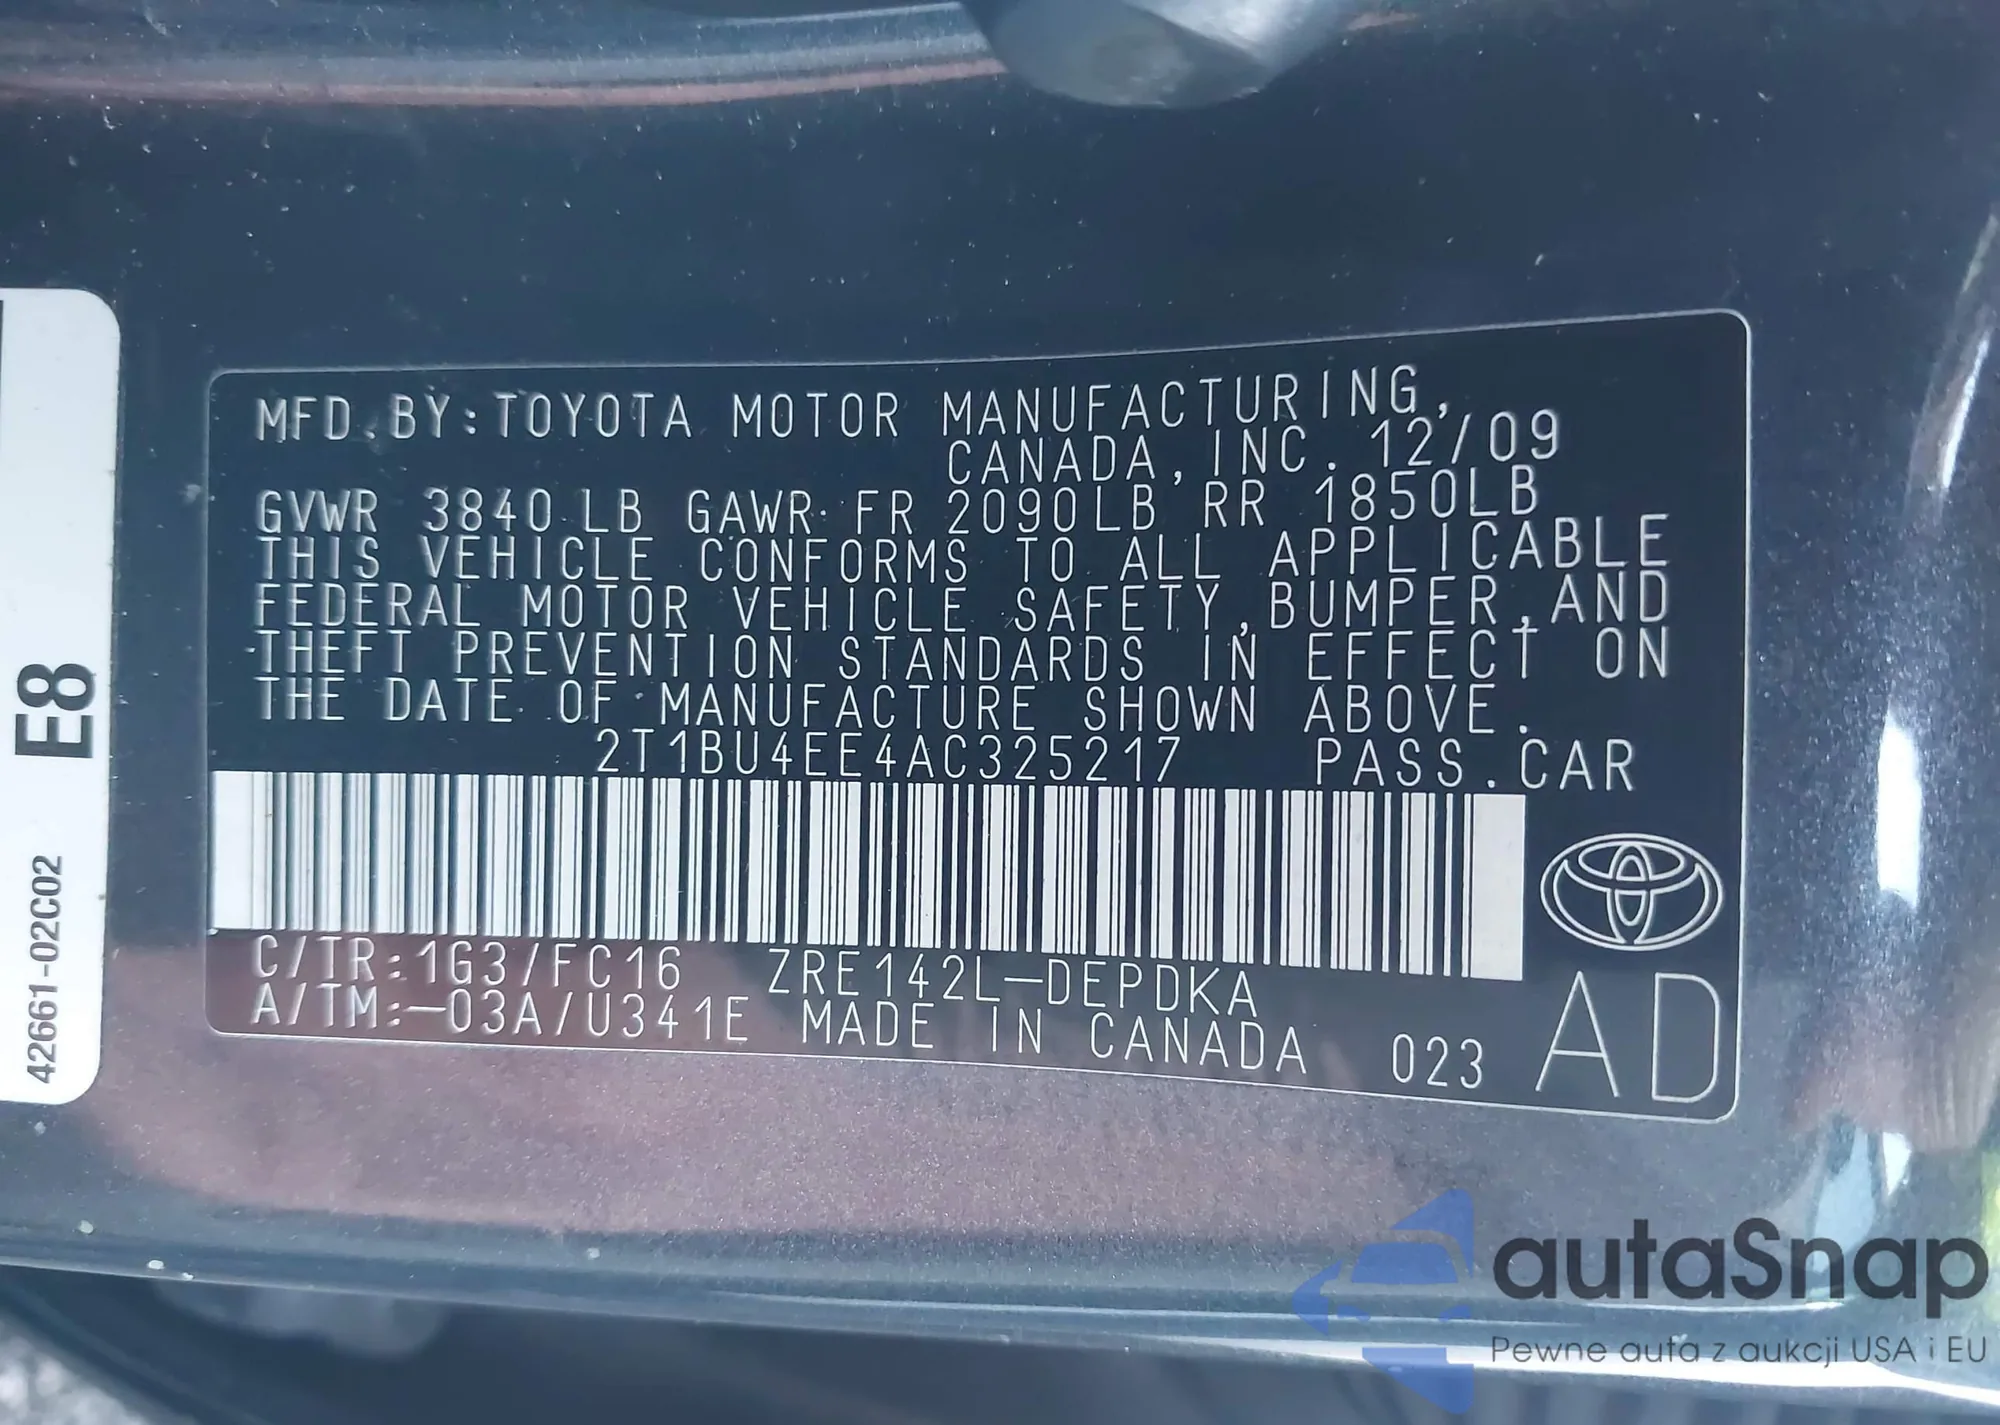 MFD.BY:TOYOTA MOTOR MANUFACTURING,
CANADA,INC. 12/09
GVWR 3840 LB GAWR FR 2090LB RR 1850LB
THIS VEHICLE CONFORMS TO ALL APPLICABLE
FEDERAL MOTOR VEHICLE SAFETY,BUMPER,AND
THEFT PREVENTION STANDARDS IN EFFECT ON
THE DATE OF MANUFACTURE SHOWN ABOVE.
2T1BU4EE4AC325217 PASS.CAR
C/TR:1G3/FC16 ZRE142L-DEPDKA
A/TM:-03A/U341E MADE IN CANADA 023
AD
E8
42661-02C02
autaSnap
Pewne auta z aukcji USA i EU